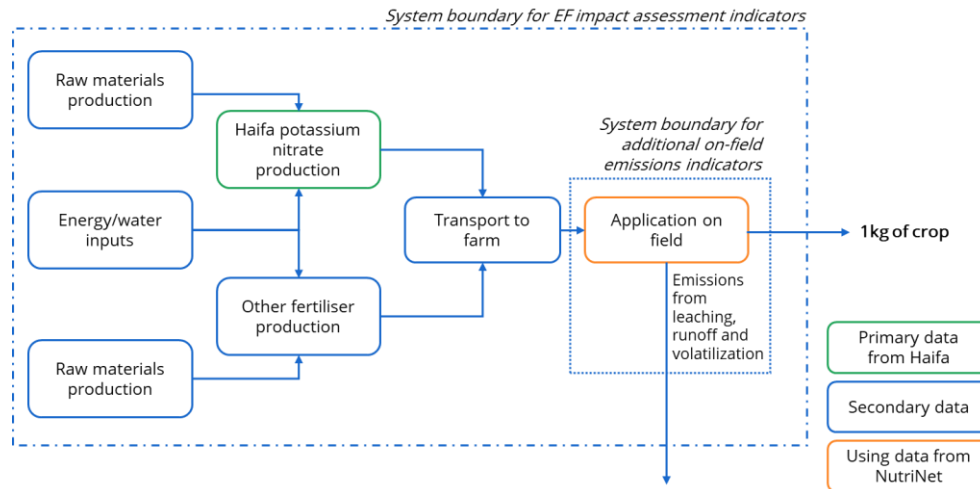 System boundary for EF impact assessment indicators
Raw materials
production
Haifa potassium
nitrate
production
System boundary for
additional on-field
emissions indicators
Energy/water
inputs
Transport to
farm
Application on
field
1kg of crop
Other fertiliser
production
Emissions
from
leaching,
runoff and
volatilization
Raw materials
production
Primary data
from Haifa
Secondary data
Using data from
NutriNet